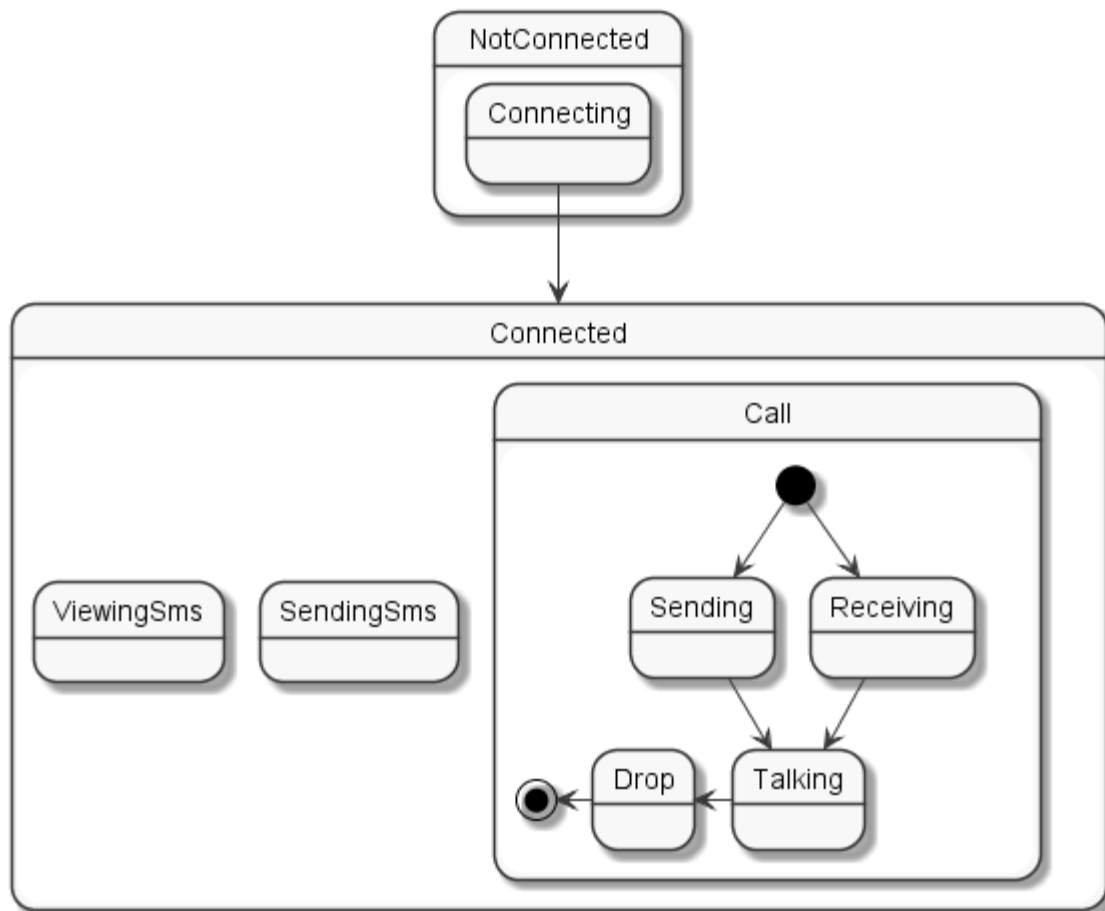 NotConnected
Connecting
Connected
Call
ViewingSms
SendingSms
Sending
Receiving
Drop
Talking